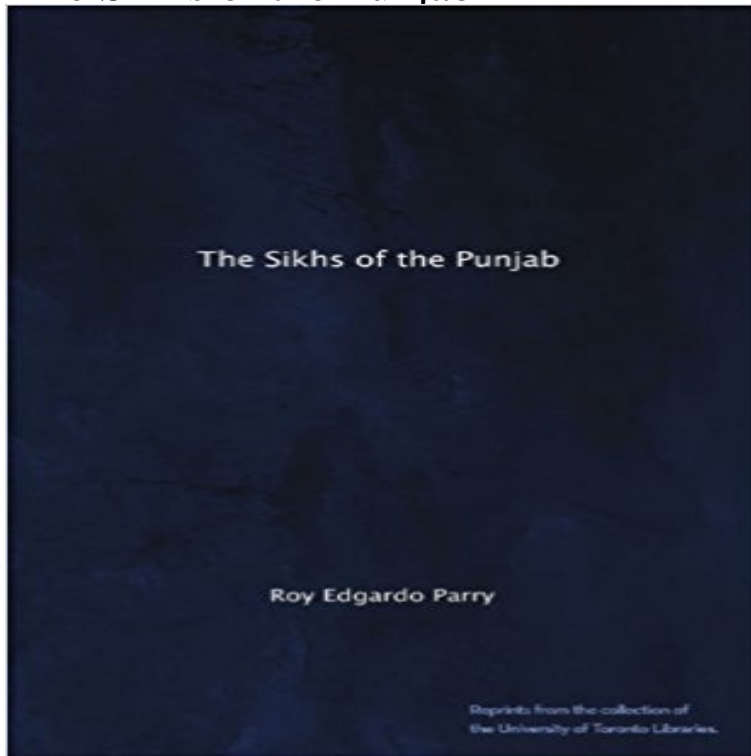 The Sikhs of the Punjab
Roy Edgardo Parry
Reprints from the collection of
the University of Toronto Libraries.